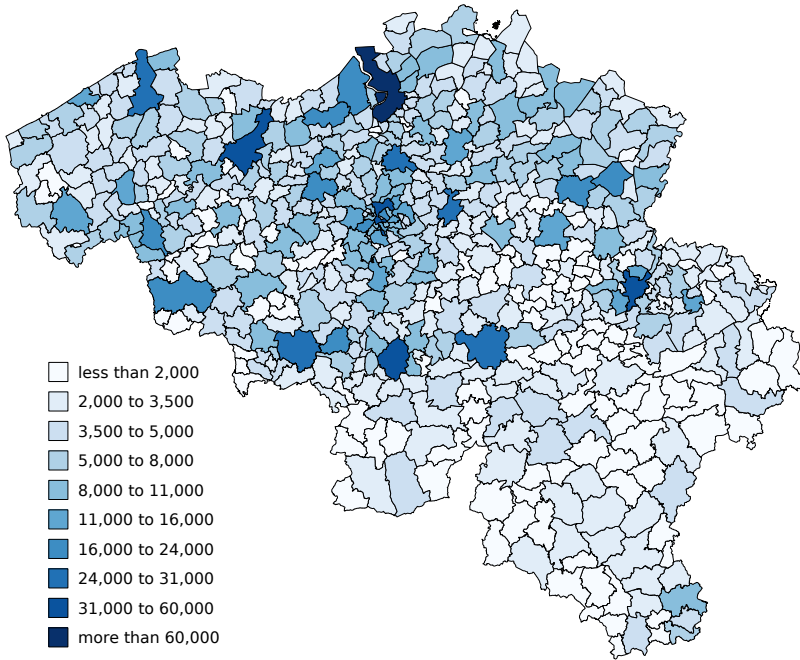 less than 2,000
2,000 to 3,500
3,500 to 5,000
5,000 to 8,000
8,000 to 11,000
11,000 to 16,000
16,000 to 24,000
24,000 to 31,000
31,000 to 60,000
more than 60,000